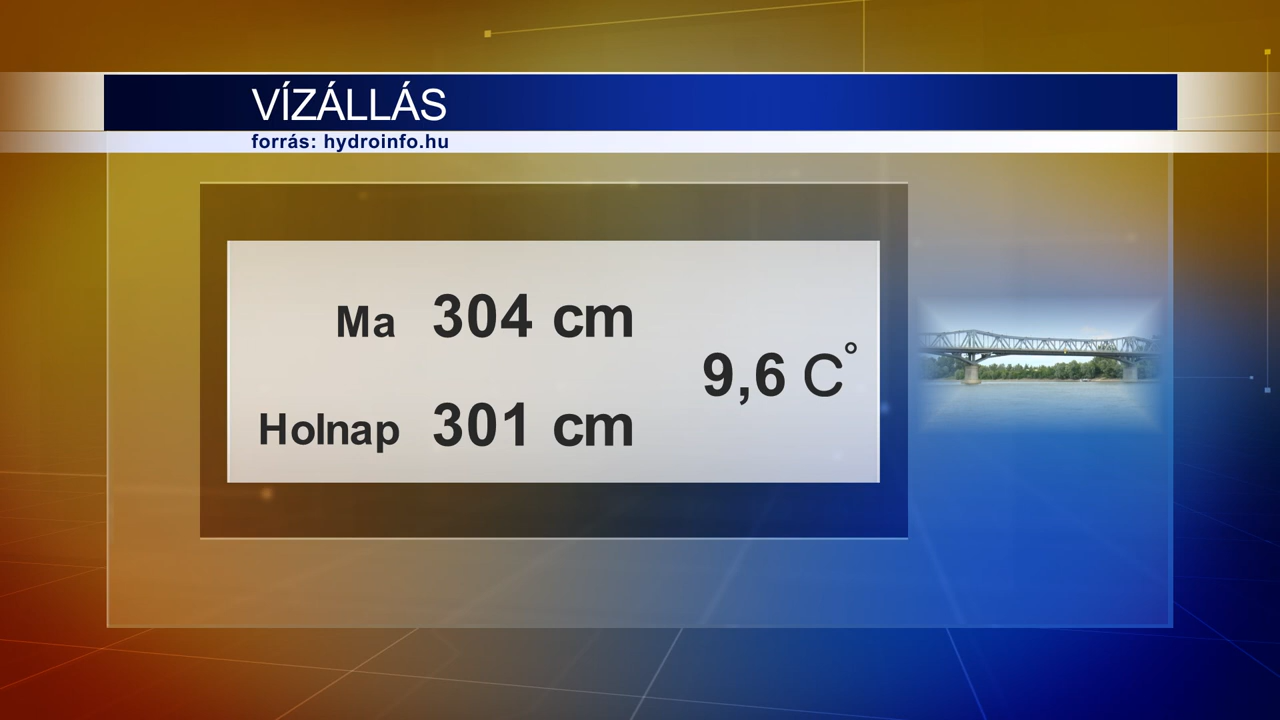 VÍZÁLLÁS
forrás: hydroinfo.hu
Ma 304 cm
9,6 C°
Holnap 301 cm